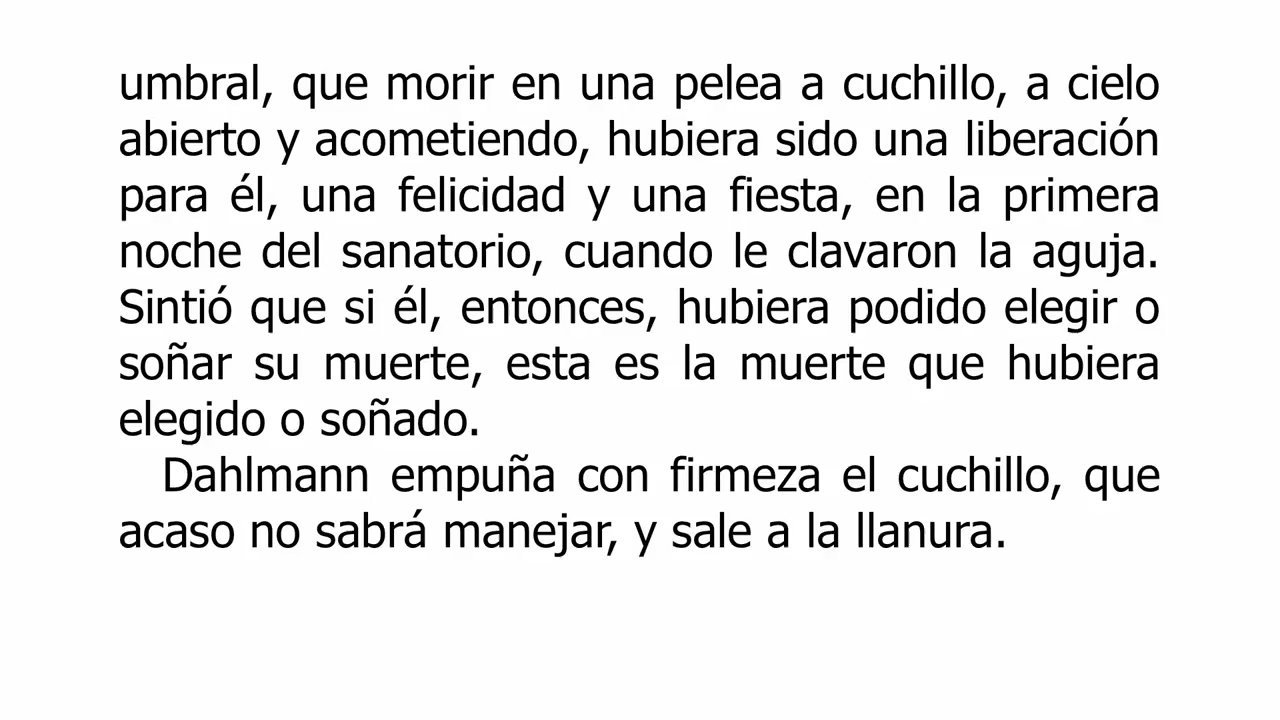 umbral, que morir en una pelea a cuchillo, a cielo
abierto y acometiendo, hubiera sido una liberación
para él, una felicidad y una fiesta, en la primera
noche del sanatorio, cuando le clavaron la aguja.
Sintió que si él, entonces, hubiera podido elegir o
soñar su muerte, esta es la muerte que hubiera
elegido o soñado.
Dahlmann empuña con firmeza el cuchillo, que
acaso no sabrá manejar, y sale a la llanura.